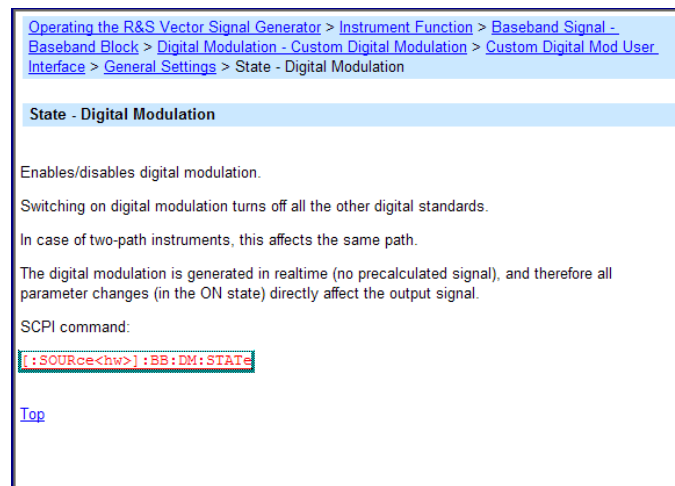 Operating the R&S Vector Signal Generator > Instrument Function > Baseband Signal -
Baseband Block > Digital Modulation - Custom Digital Modulation > Custom Digital Mod User
Interface > General Settings > State - Digital Modulation
State - Digital Modulation
Enables/disables digital modulation.
Switching on digital modulation turns off all the other digital standards.
In case of two-path instruments, this affects the same path.
The digital modulation is generated in realtime (no precalculated signal), and therefore all
parameter changes (in the ON state) directly affect the output signal.
SCPI command:
[:SOURce<hw>]:BB:DM:STATe
Top